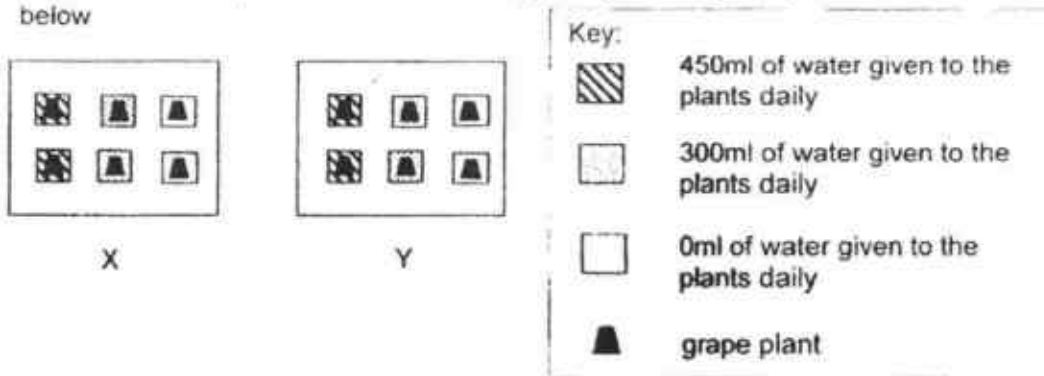 below
Key:
450ml of water given to the
plants daily
300ml of water given to the
plants daily
0ml of water given to the
plants daily
grape plant
X
Y